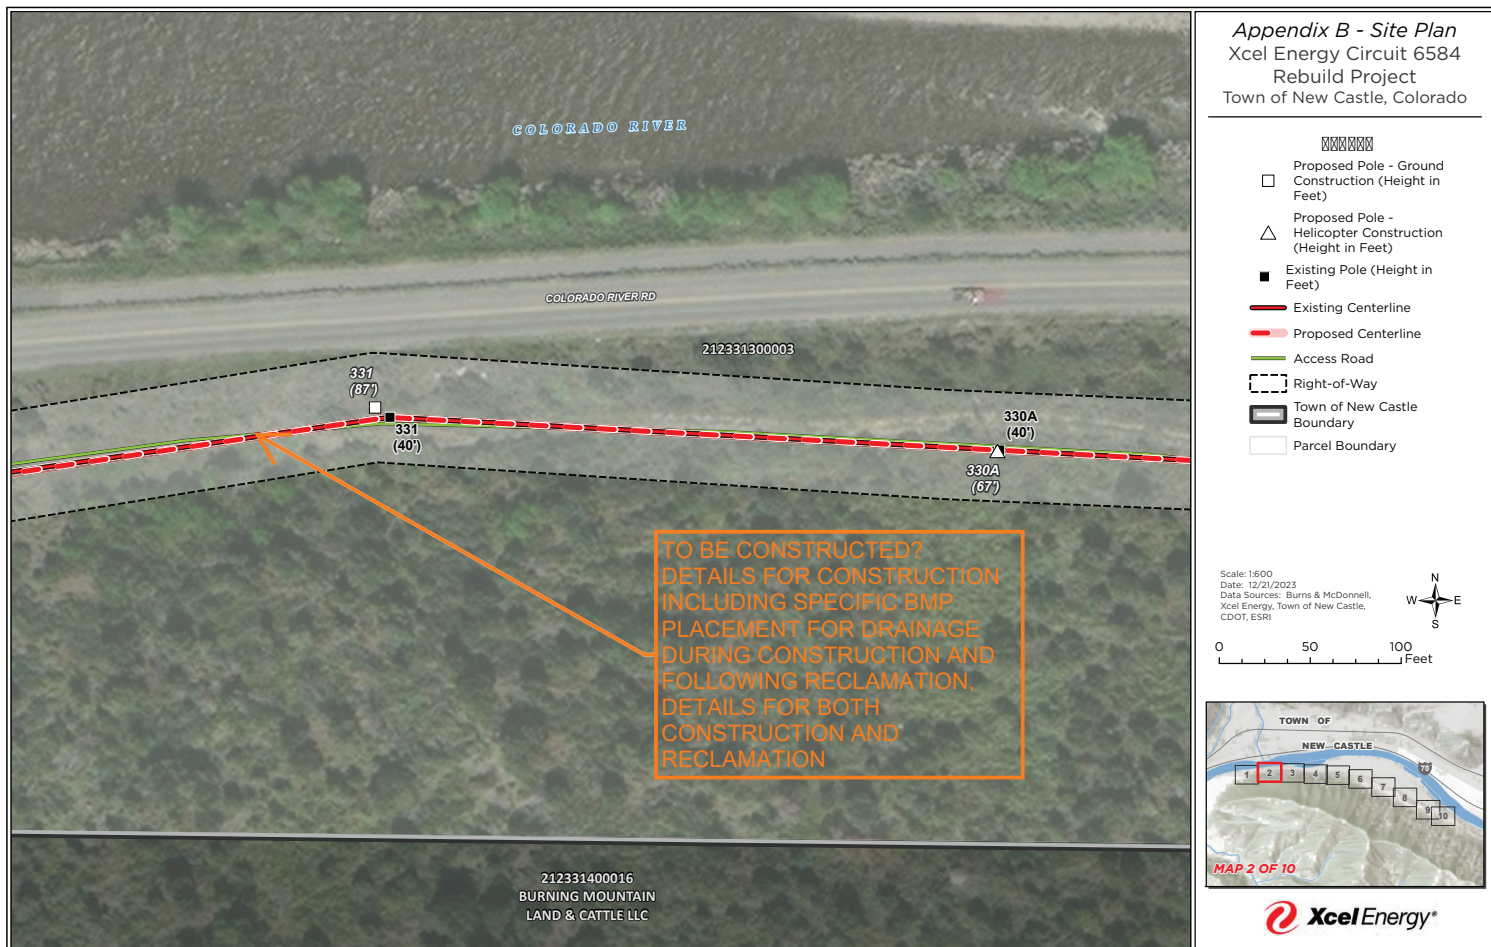 COLORADO RIVER
COLORADO RIVER RD
212331300003
331
(87')
331
(40')
330A
(40')
330A
(67')
TO BE CONSTRUCTED?
DETAILS FOR CONSTRUCTION
INCLUDING SPECIFIC BMP
PLACEMENT FOR DRAINAGE
DURING CONSTRUCTION AND
FOLLOWING RECLAMATION,
DETAILS FOR BOTH
CONSTRUCTION AND
RECLAMATION
212331400016
BURNING MOUNTAIN
LAND & CATTLE LLC
Appendix B - Site Plan
Xcel Energy Circuit 6584
Rebuild Project
Town of New Castle, Colorado
Proposed Pole - Ground
Construction (Height in
Feet)
Proposed Pole -
Helicopter Construction
(Height in Feet)
Existing Pole (Height in
Feet)
Existing Centerline
Proposed Centerline
Access Road
Right-of-Way
Town of New Castle
Boundary
Parcel Boundary
Scale: 1:600
Date: 12/21/2023
Data Sources: Burns & McDonnell,
Xcel Energy, Town of New Castle,
CDOT, ESRI
N
W E
S
0 50 100
Feet
TOWN OF
NEW CASTLE
70
1 2 3 4 5 6 7 8 9 10
MAP 2 OF 10
Xcel Energy®